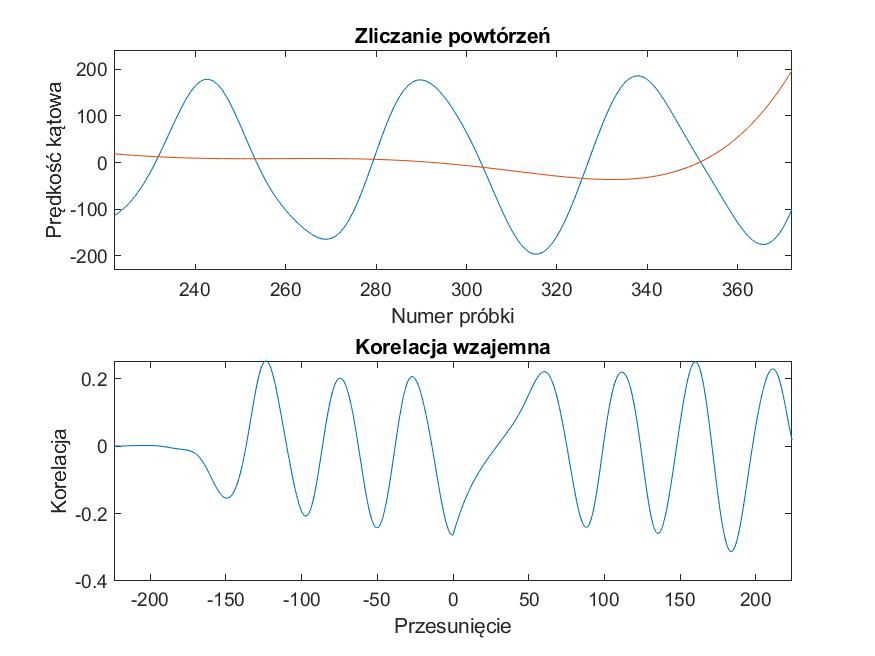 Zliczanie powtórzeń
Prędkość kątowa
200
100
0
-100
-200
240 260 280 300 320 340 360
Numer próbki
Korelacja wzajemna
Korelacja
0.2
0
-0.2
-0.4
-200 -150 -100 -50 0 50 100 150 200
Przesunięcie